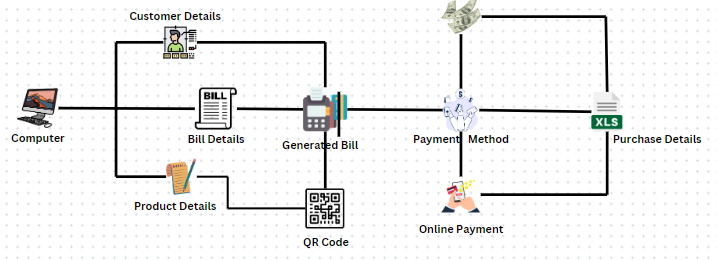 Customer Details
BILL
Computer
Bill Details
Generated Bill
Payment Method
XLS
Purchase Details
Product Details
Online Payment
QR Code